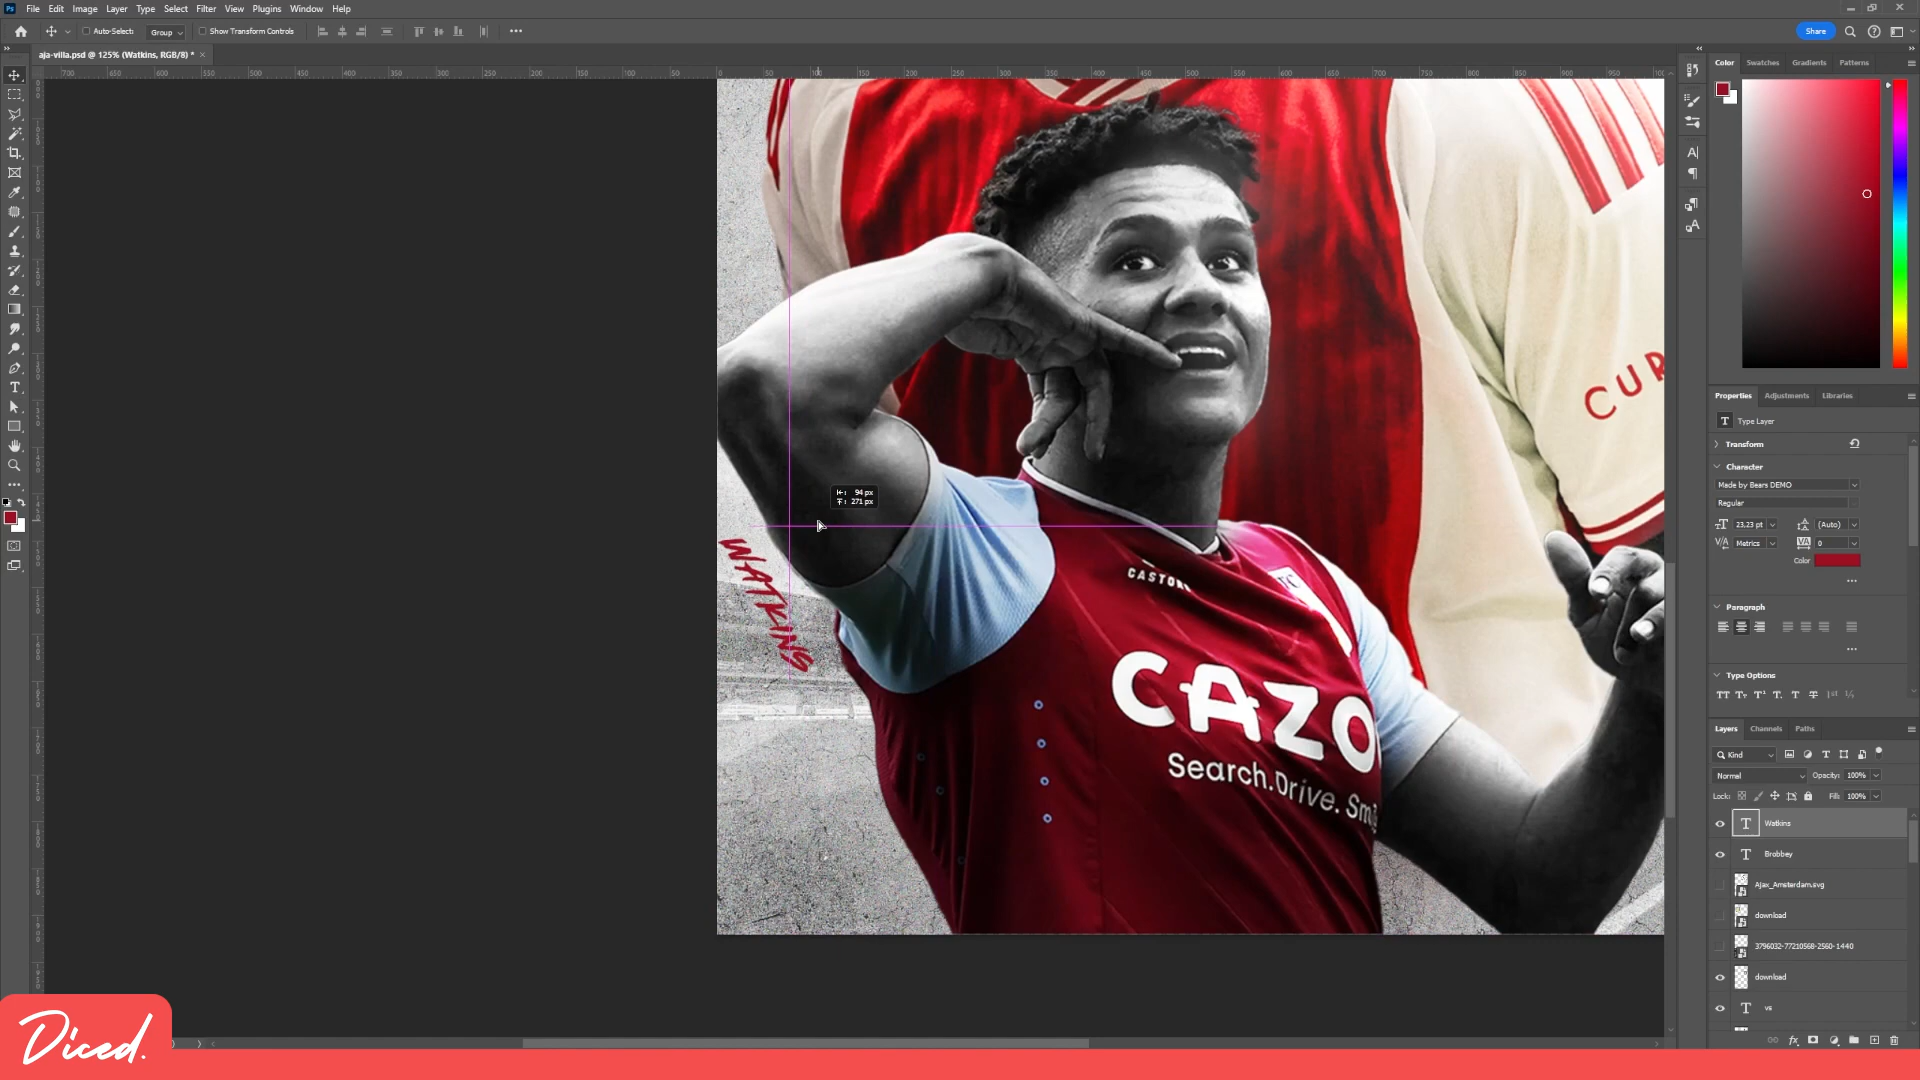 File Edit Image Layer Type Select Filter View Plugins Window Help
Auto-Select: Group Show Transform Controls
Share
aja-villa.psd @ 125% (Watkins, RGB/8) *
94 px
271 px
WATKINS
CASTORE
CUR
CAZO
Search.Drive. Sm
Color Swatches Gradients Patterns
Properties Adjustments Libraries
Type Layer
Transform
Character
Made by Bears DEMO
Regular
23,23 pt (Auto)
Metrics 0
Color
Paragraph
Type Options
Layers Channels Paths
Kind
Normal Opacity: 100%
Lock: Fill: 100%
Watkins
Brobbey
Ajax_Amsterdam.svg
download
3796032-77210568-2560-1440
download
vs
Diced.